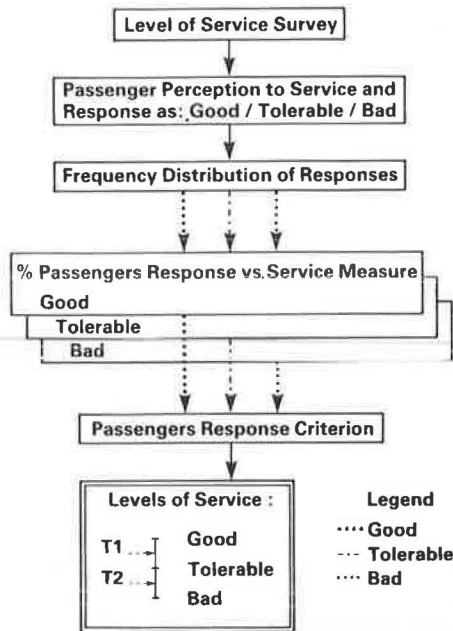 Level of Service Survey
Passenger Perception to Service and
Response as: Good / Tolerable / Bad
Frequency Distribution of Responses
% Passengers Response vs. Service Measure
Good
Tolerable
Bad
Passengers Response Criterion
Levels of Service :
T1
Good
T2
Tolerable
Bad
Legend
Good
Tolerable
Bad